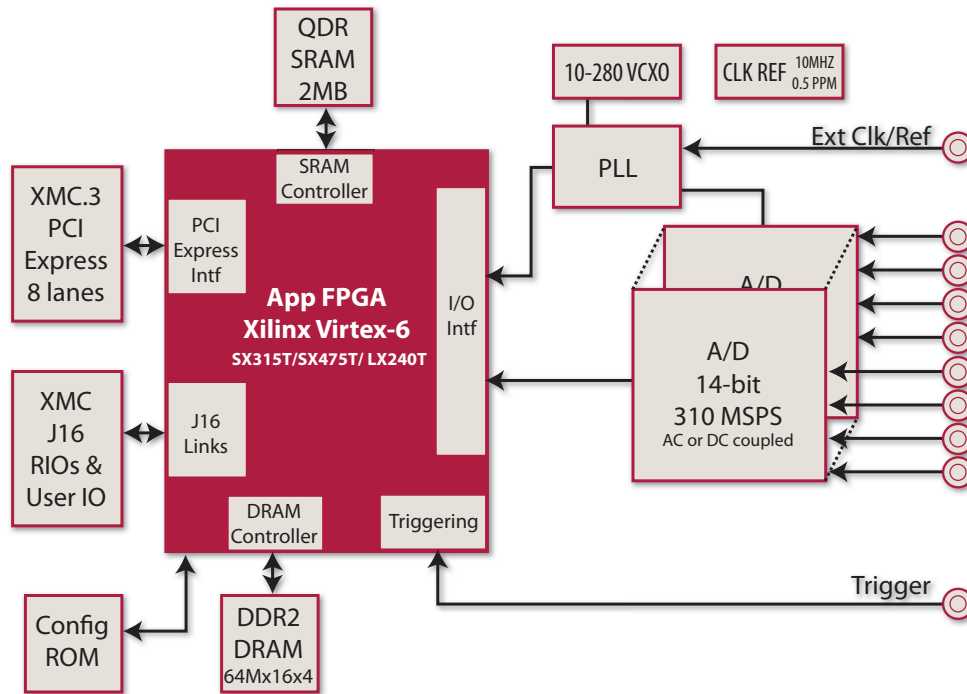 QDR
SRAM
2MB
10-280 VCXO
CLK REF 10MHZ
0.5 PPM
Ext Clk/Ref
PLL
SRAM
Controller
XMC.3
PCI
Express
8 lanes
PCI
Express
Intf
App FPGA
Xilinx Virtex-6
SX315T/SX475T/ LX240T
I/O
Intf
A/D
A/D
14-bit
310 MSPS
AC or DC coupled
XMC
J16
RIOs &
User IO
J16
Links
DRAM
Controller
Triggering
Trigger
Config
ROM
DDR2
DRAM
64Mx16x4